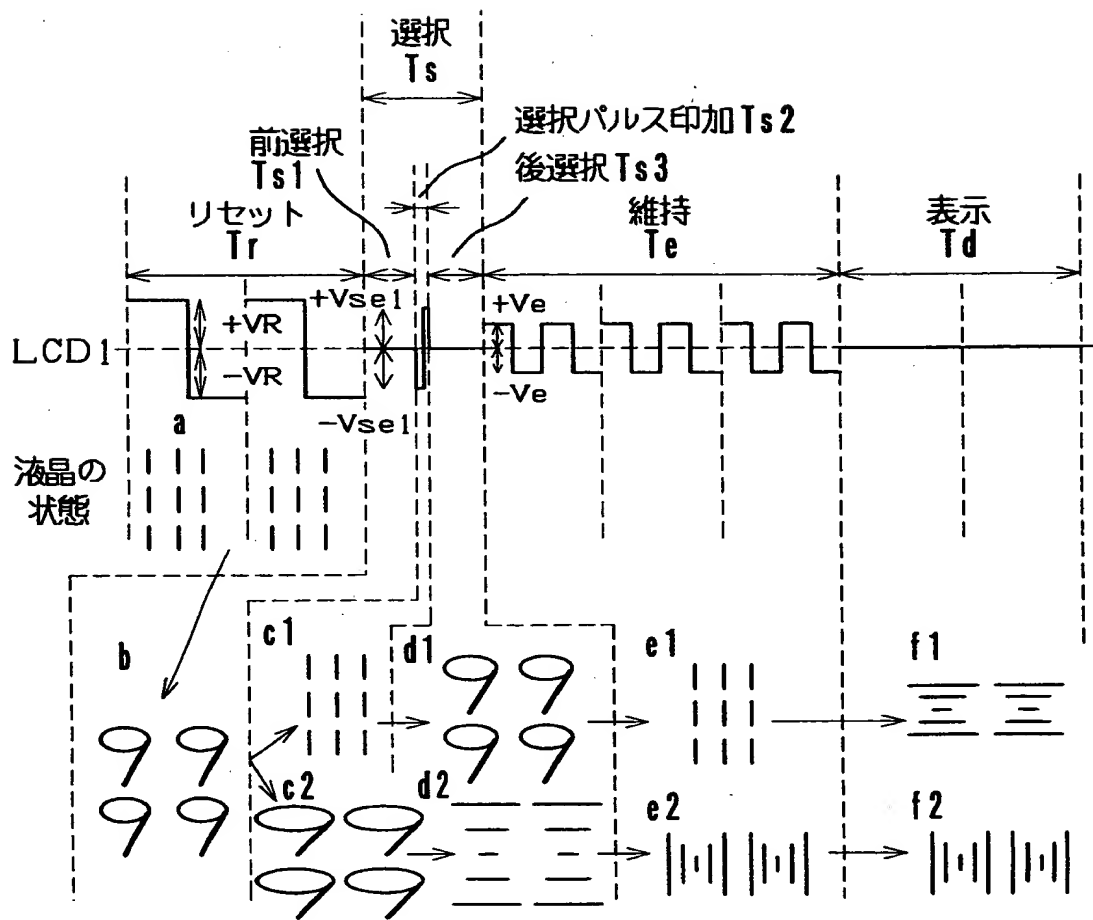 選択
Ts
選択パルス印加Ts2
前選択
Ts1
後選択Ts3
リセット
Tr
維持
Te
表示
Td
+Vsel
+Ve
+VR
LCD1
-VR
-Ve
-Vsel
a
液晶の
状態
b
c1
d1
e1
f1
c2
d2
e2
f2